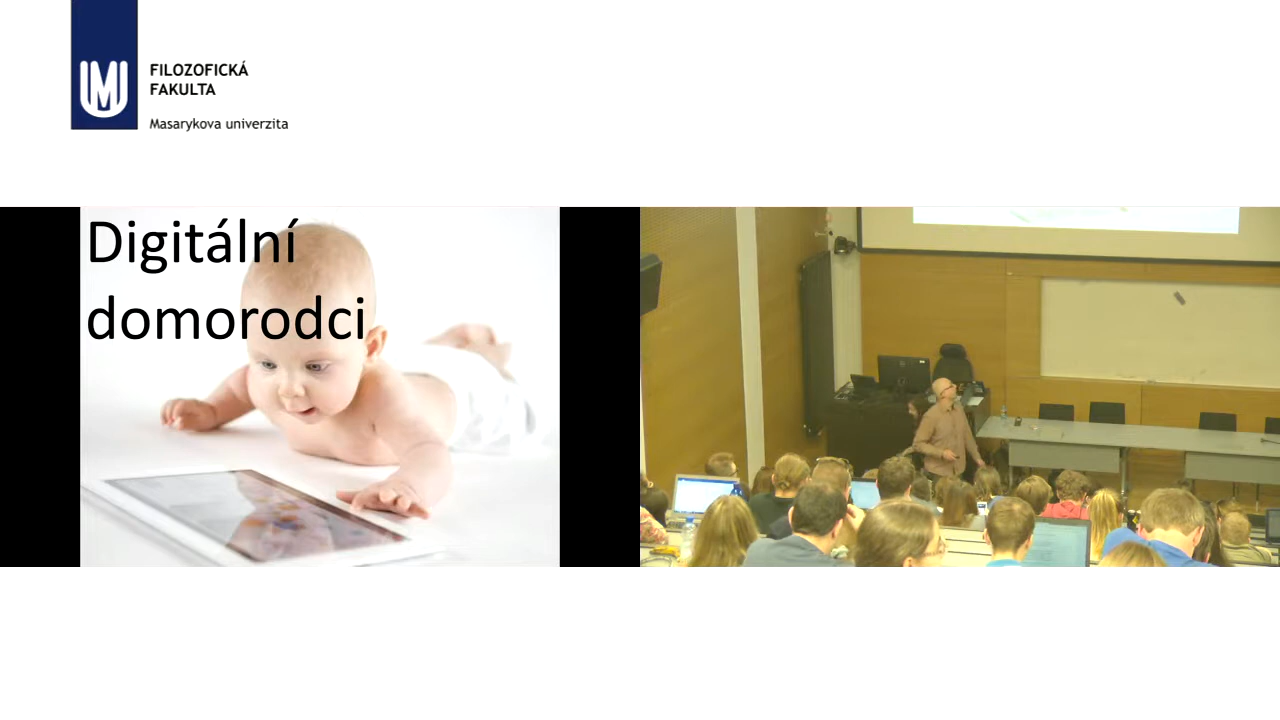 FILOZOFICKÁ
FAKULTA
Masarykova univerzita
Digitální
domorodci